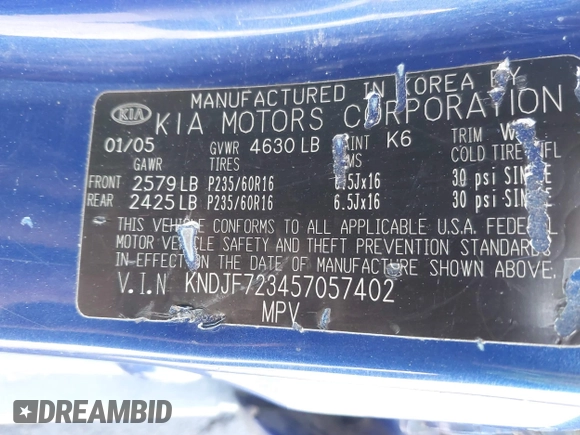 MANUFACTURED IN KOREA BY
KIA KIA MOTORS CORPORATION
01/05 GVWR 4630 LB K6 TRIM
GAWR TIRES COLD TIRE
FRONT 2579 LB P235/60R16 6.5Jx16 30 psi
REAR 2425 LB P235/60R16 6.5Jx16 30 psi
THIS VEHICLE CONFORMS TO ALL APPLICABLE U.S.A. FEDERAL
MOTOR VEHICLE SAFETY AND THEFT PREVENTION STANDARDS
IN-EFFECT ON THE DATE OF MANUFACTURE SHOWN ABOVE.
V.I.N KNDJF723457057402
MPV
DREAMBID